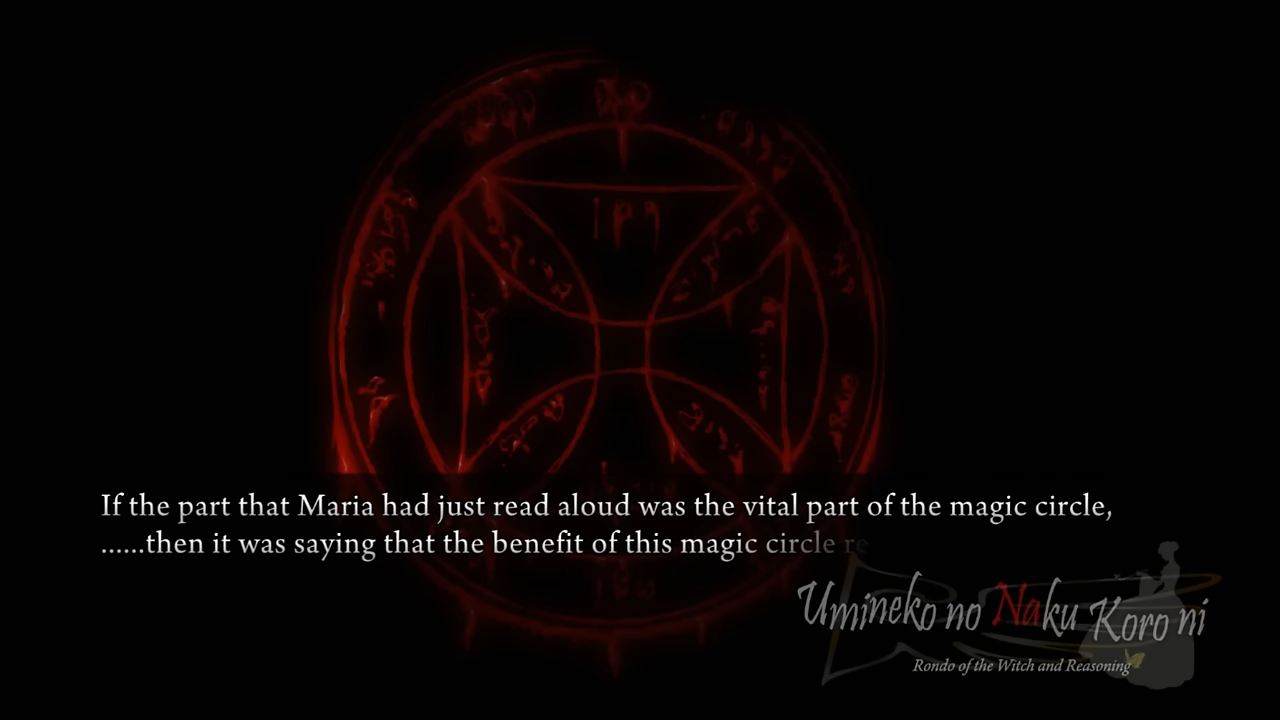 If the part that Maria had just read aloud was the vital part of the magic circle,
......then it was saying that the benefit of this magic circle re
Umineko no Naku Koro ni
Rondo of the Witch and Reasoning